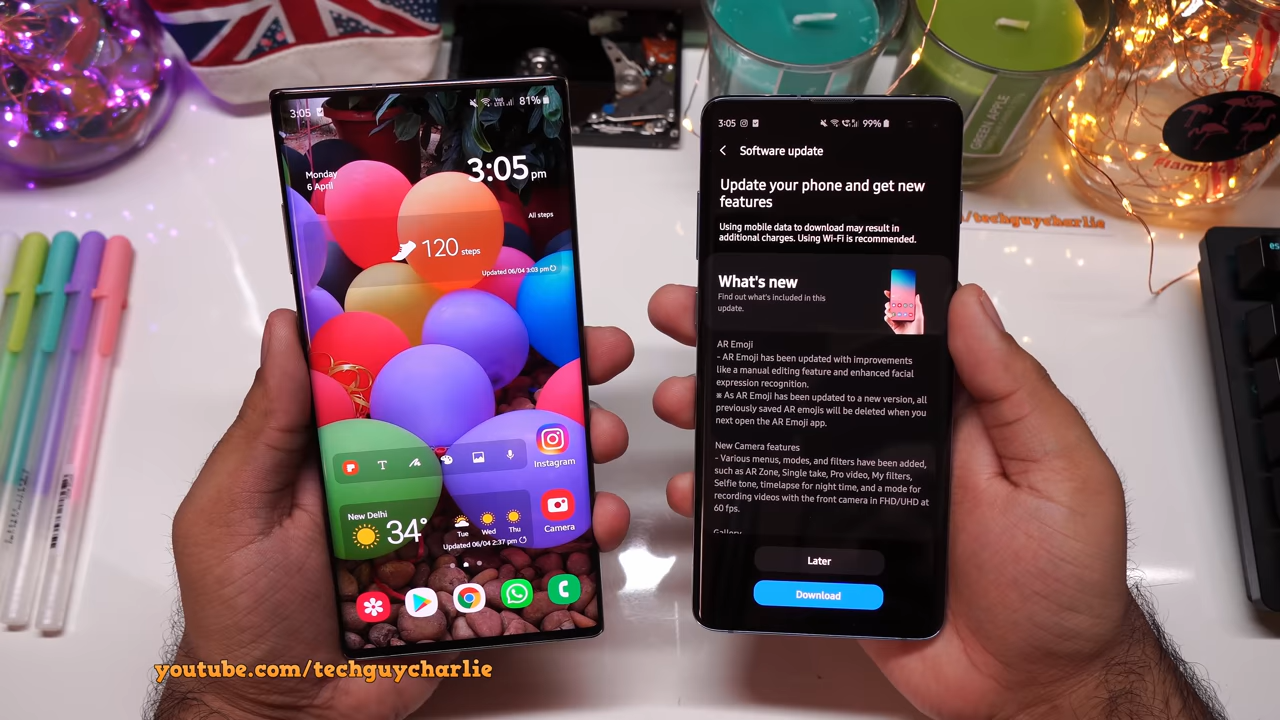 3:05
81%
3:05 pm
Monday
6 April
All steps
120 steps
Updated 06/04 3:03 pm
T
Instagram
New Delhi
34°
Tue
Wed
Thu
Updated 06/04 2:37 pm
Camera
3:05
99%
Software update
Update your phone and get new
features
Using mobile data to download may result in
additional charges. Using Wi-Fi is recommended.
What's new
Find out what's included in this
update.
AR Emoji
- AR Emoji has been updated with improvements
like a manual editing feature and enhanced facial
expression recognition.
※ As AR Emoji has been updated to a new version, all
previously saved AR emojis will be deleted when you
next open the AR Emoji app.
New Camera features
- Various menus, modes, and filters have been added,
such as AR Zone, Single take, Pro video, My filters,
Selfie tone, timelapse for night time, and a mode for
recording videos with the front camera in FHD/UHD at
60 fps.
Gallery
Later
Download
GREEN APPLE
/techguycharlie
es
youtube.com/techguycharlie